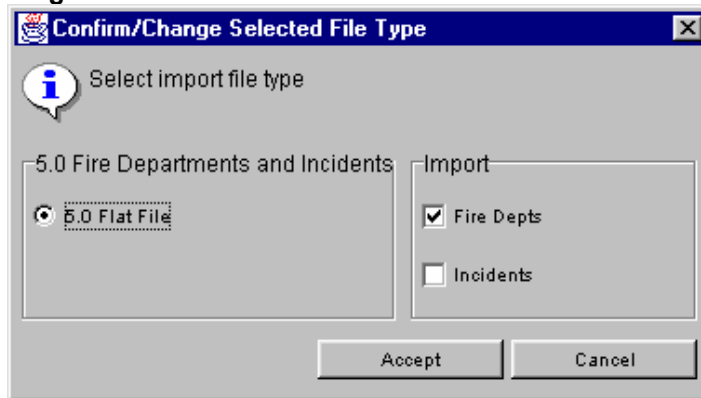 Confirm/Change Selected File Type
Select import file type
5.0 Fire Departments and Incidents
Import
5.0 Flat File
Fire Depts
Incidents
Accept
Cancel